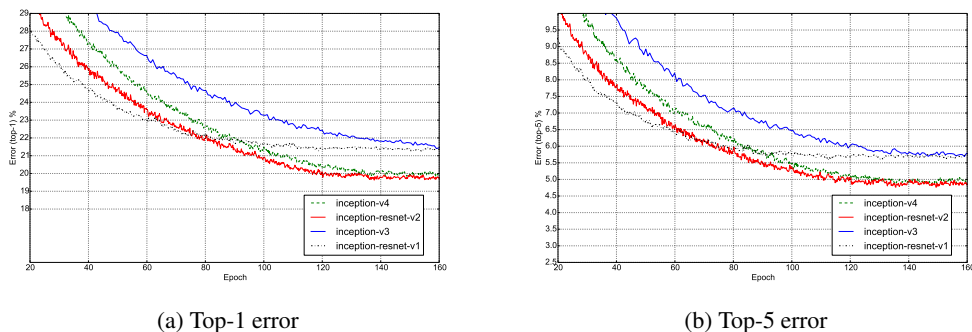 29
28
27
26
25
24
23
22
21
20
19
18
Error (top-1) %
inception-v4
inception-resnet-v2
inception-v3
inception-resnet-v1
20 40 60 80 100 120 140 160
Epoch
(a) Top-1 error
9.5
9.0
8.5
8.0
7.5
7.0
6.5
6.0
5.5
5.0
4.5
4.0
3.5
3.0
2.5
Error (top-5) %
inception-v4
inception-resnet-v2
inception-v3
inception-resnet-v1
20 40 60 80 100 120 140 160
Epoch
(b) Top-5 error